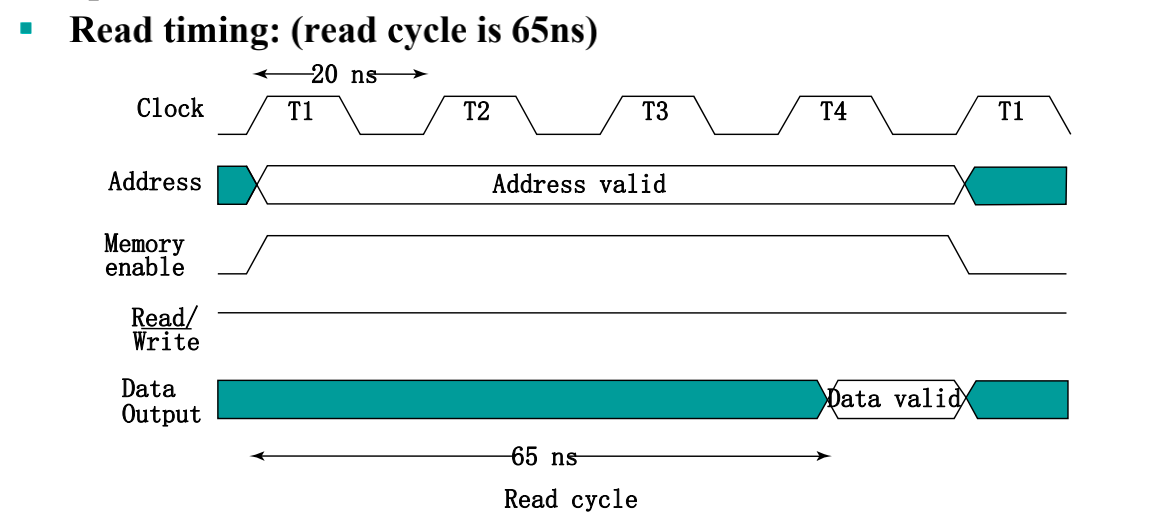 Read timing: (read cycle is 65ns)
20 ns
Clock
T1 T2 T3 T4 T1
Address
Address valid
Memory
enable
Read/
Write
Data
Output
Data valid
65 ns
Read cycle